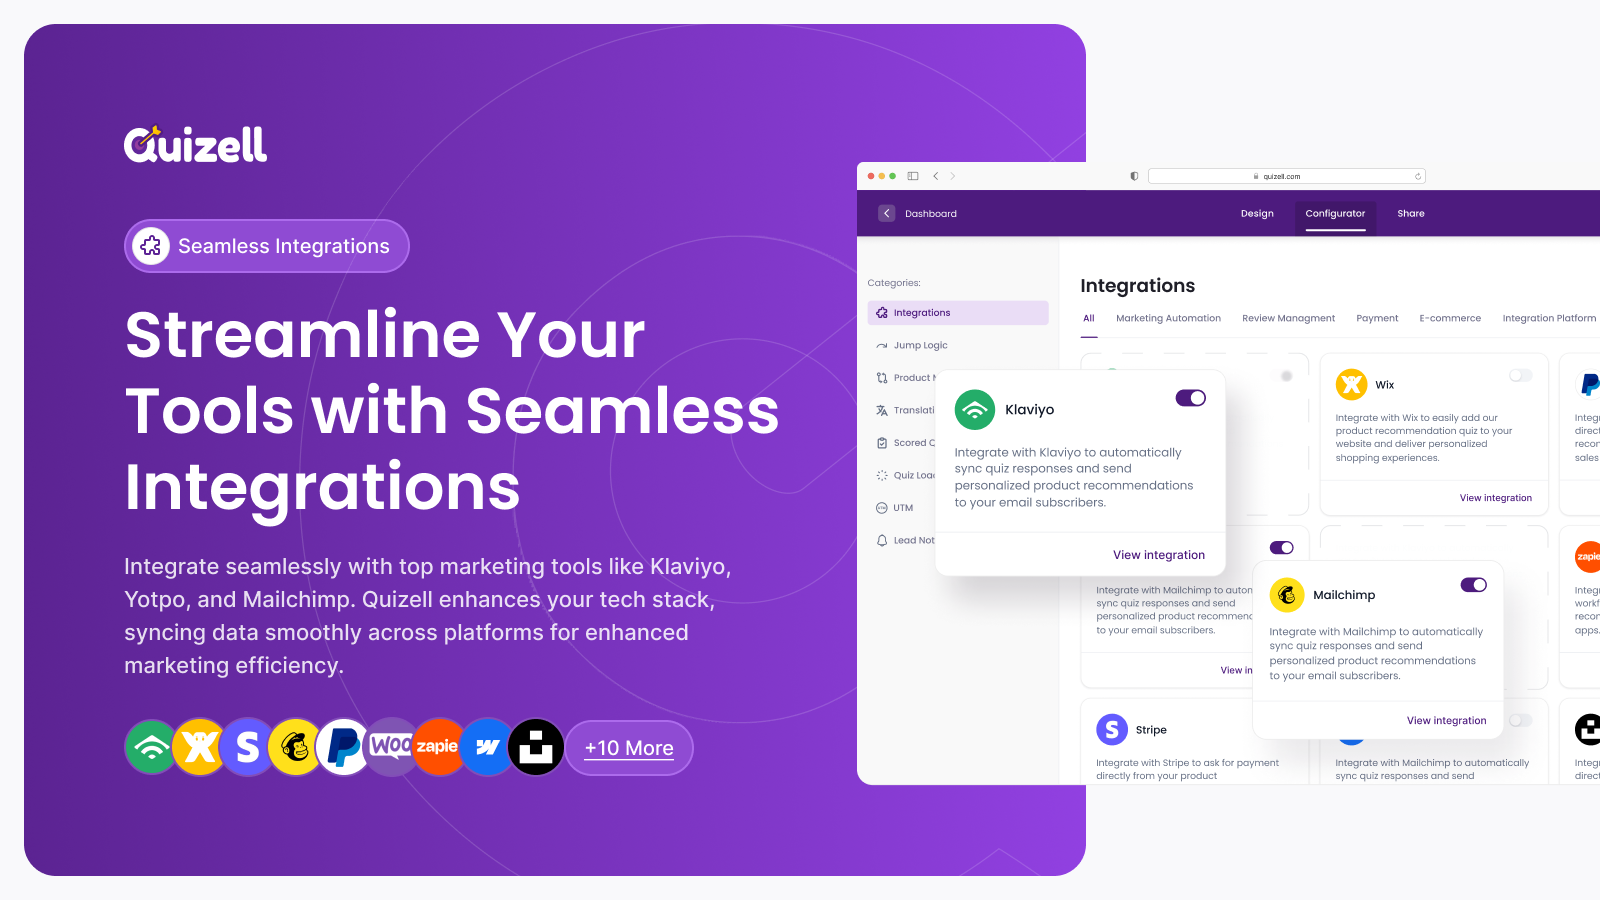 Quizell
Seamless Integrations
Streamline Your
Tools with Seamless
Integrations
Integrate seamlessly with top marketing tools like Klaviyo,
Yotpo, and Mailchimp. Quizell enhances your tech stack,
syncing data smoothly across platforms for enhanced
marketing efficiency.
S
P
Woo
zapie
+10 More
quizell.com
Dashboard
Design
Configurator
Share
Categories:
Integrations
Jump Logic
Product
Translati
Scored Q
Quiz Loa
UTM
Lead Not
Integrations
All
Marketing Automation
Review Managment
Payment
E-commerce
Integration Platform
Klaviyo
Integrate with Klaviyo to automatically
sync quiz responses and send
personalized product recommendations
to your email subscribers.
View integration
Wix
Integrate with Wix to easily add our
product recommendation quiz to your
website and deliver personalized
shopping experiences.
View integration
Integ
direct
recon
sales
Integrate with Mailchimp to auton
sync quiz responses and send
personalized product recommenc
to your email subscribers.
View in
Mailchimp
Integrate with Mailchimp to automatically
sync quiz responses and send
personalized product recommendations
to your email subscribers.
View integration
zapie
Integ
workf
recon
apps.
S
Stripe
Integrate with Stripe to ask for payment
directly from your product
Integrate with Mailchimp to automatically
sync quiz responses and send
Integ
direct